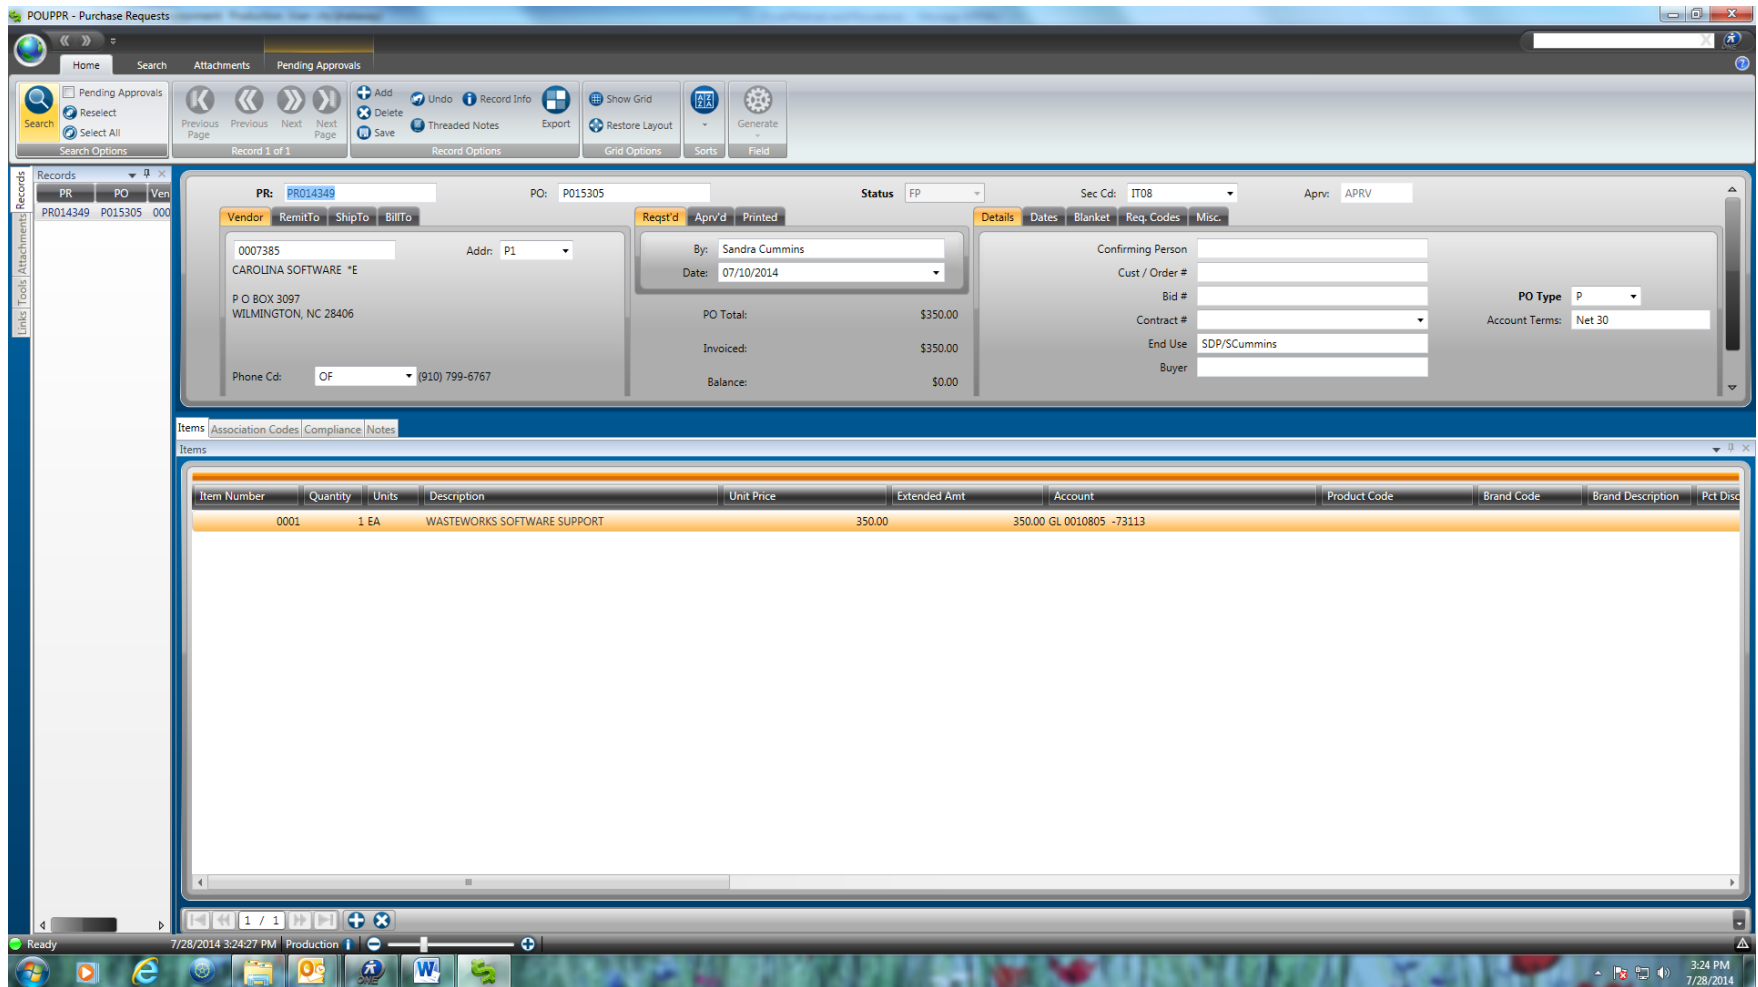 POUPPR - Purchase Requests
Home Search Attachments Pending Approvals
Search
Pending Approvals
Reselect
Select All
Search Options
Previous Page
Previous
Next
Next Page
Record 1 of 1
Add
Delete
Save
Undo
Record Info
Threaded Notes
Export
Record Options
Show Grid
Restore Layout
Grid Options
Sorts
Generate
Field
Records
Attachments
Tools
Links
Records
PR PO Ven
PR014349 P015305 000
PR: PR014349 PO: P015305 Status FP Sec Cd: IT08 Aprv: APRV
Vendor RemitTo ShipTo BillTo
0007385 Addr: P1
CAROLINA SOFTWARE *E
P O BOX 3097
WILMINGTON, NC 28406
Phone Cd: OF (910) 799-6767
Reqst'd Aprv'd Printed
By: Sandra Cummins
Date: 07/10/2014
PO Total: $350.00
Invoiced: $350.00
Balance: $0.00
Details Dates Blanket Req. Codes Misc.
Confirming Person
Cust / Order #
Bid #
Contract #
End Use SDP/SCummins
Buyer
PO Type P
Account Terms: Net 30
Items Association Codes Compliance Notes
Items
Item Number Quantity Units Description Unit Price Extended Amt Account Product Code Brand Code Brand Description Pct Disc
0001 1 EA WASTEWORKS SOFTWARE SUPPORT 350.00 350.00 GL 0010805 -73113
1 / 1
Ready 7/28/2014 3:24:27 PM Production
ONE
3:24 PM
7/28/2014